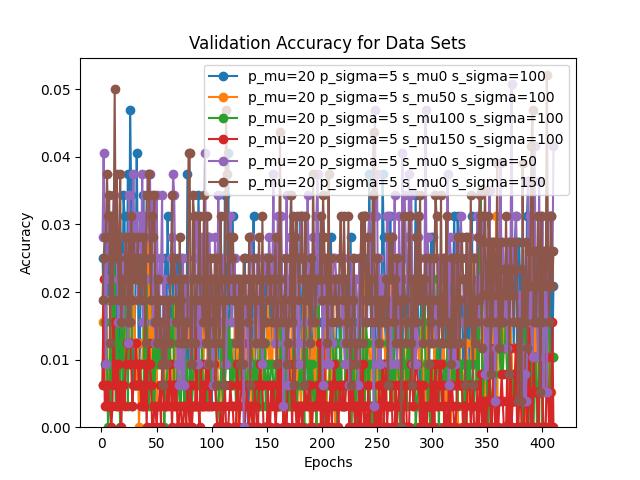 Validation Accuracy for Data Sets
p_mu=20 p_sigma=5 s_mu0 s_sigma=100
p_mu=20 p_sigma=5 s_mu50 s_sigma=100
p_mu=20 p_sigma=5 s_mu100 s_sigma=100
p_mu=20 p_sigma=5 s_mu150 s_sigma=100
p_mu=20 p_sigma=5 s_mu0 s_sigma=50
p_mu=20 p_sigma=5 s_mu0 s_sigma=150
Accuracy
0.05
0.04
0.03
0.02
0.01
0.00
0 50 100 150 200 250 300 350 400
Epochs